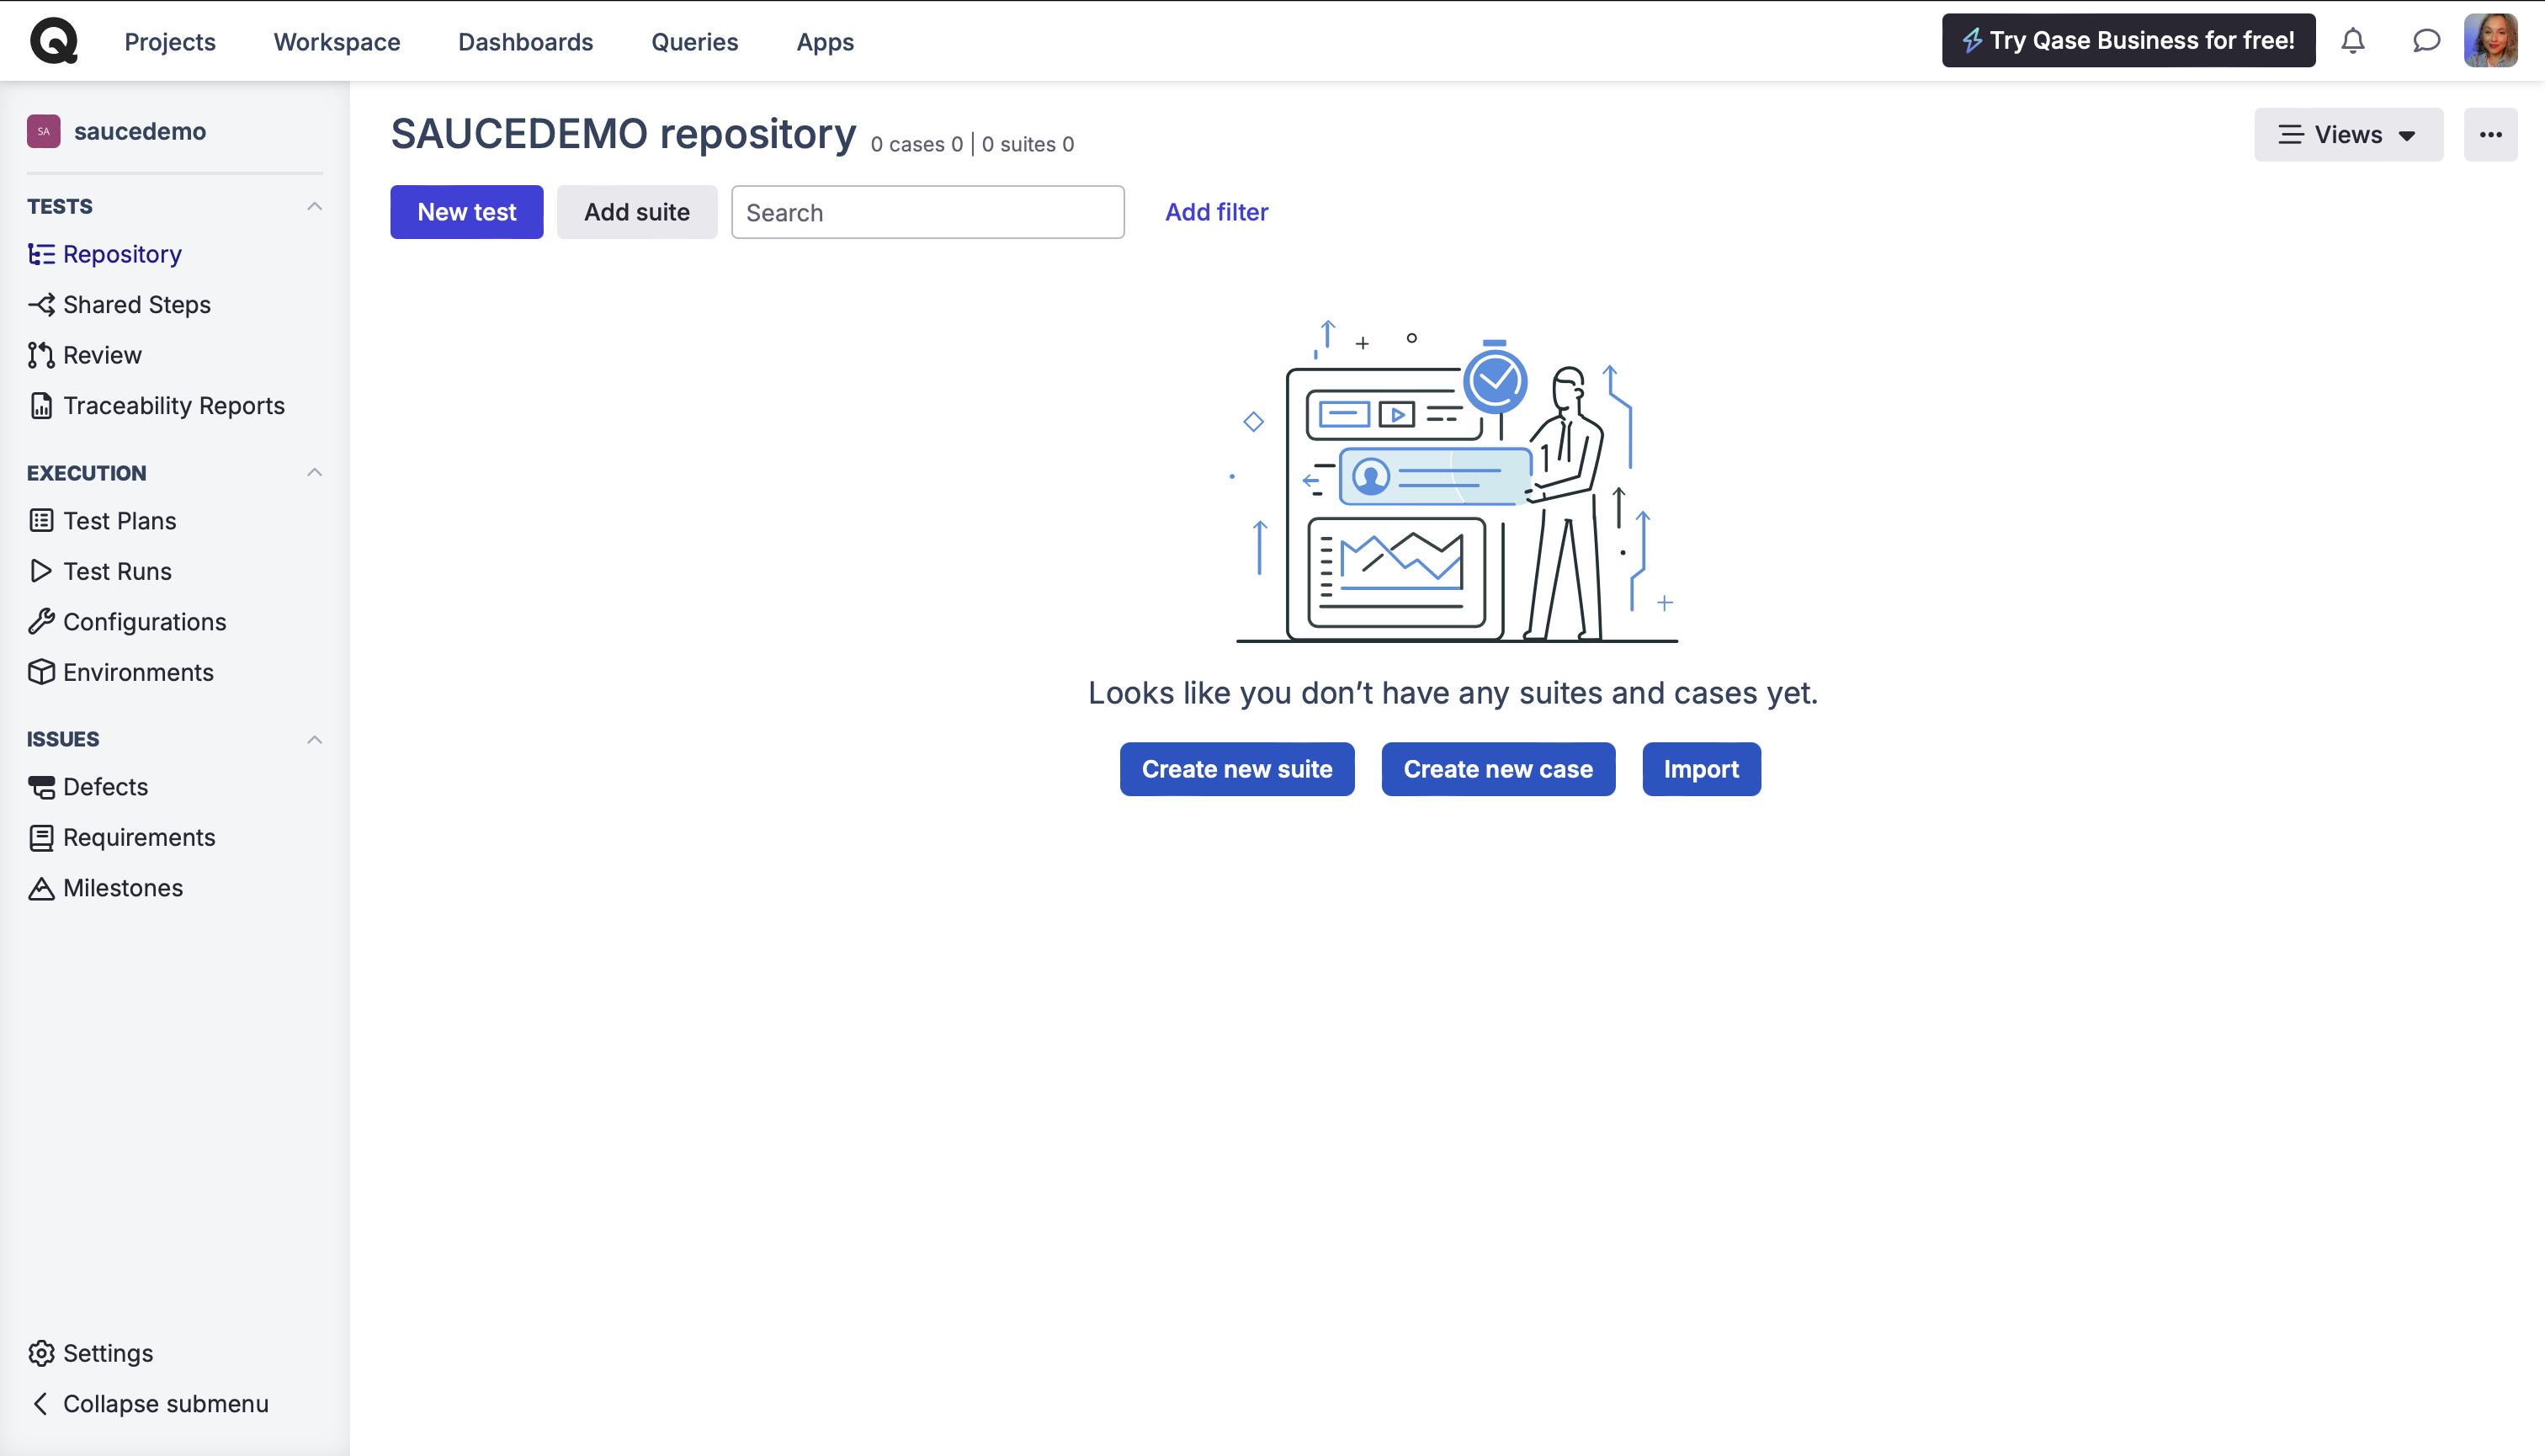 Projects Workspace Dashboards Queries Apps Try Qase Business for free!
SA saucedemo
TESTS
Repository
Shared Steps
Review
Traceability Reports
EXECUTION
Test Plans
Test Runs
Configurations
Environments
ISSUES
Defects
Requirements
Milestones
Settings
Collapse submenu
SAUCEDEMO repository 0 cases 0 | 0 suites 0
Views
New test Add suite Search Add filter
Looks like you don’t have any suites and cases yet.
Create new suite Create new case Import